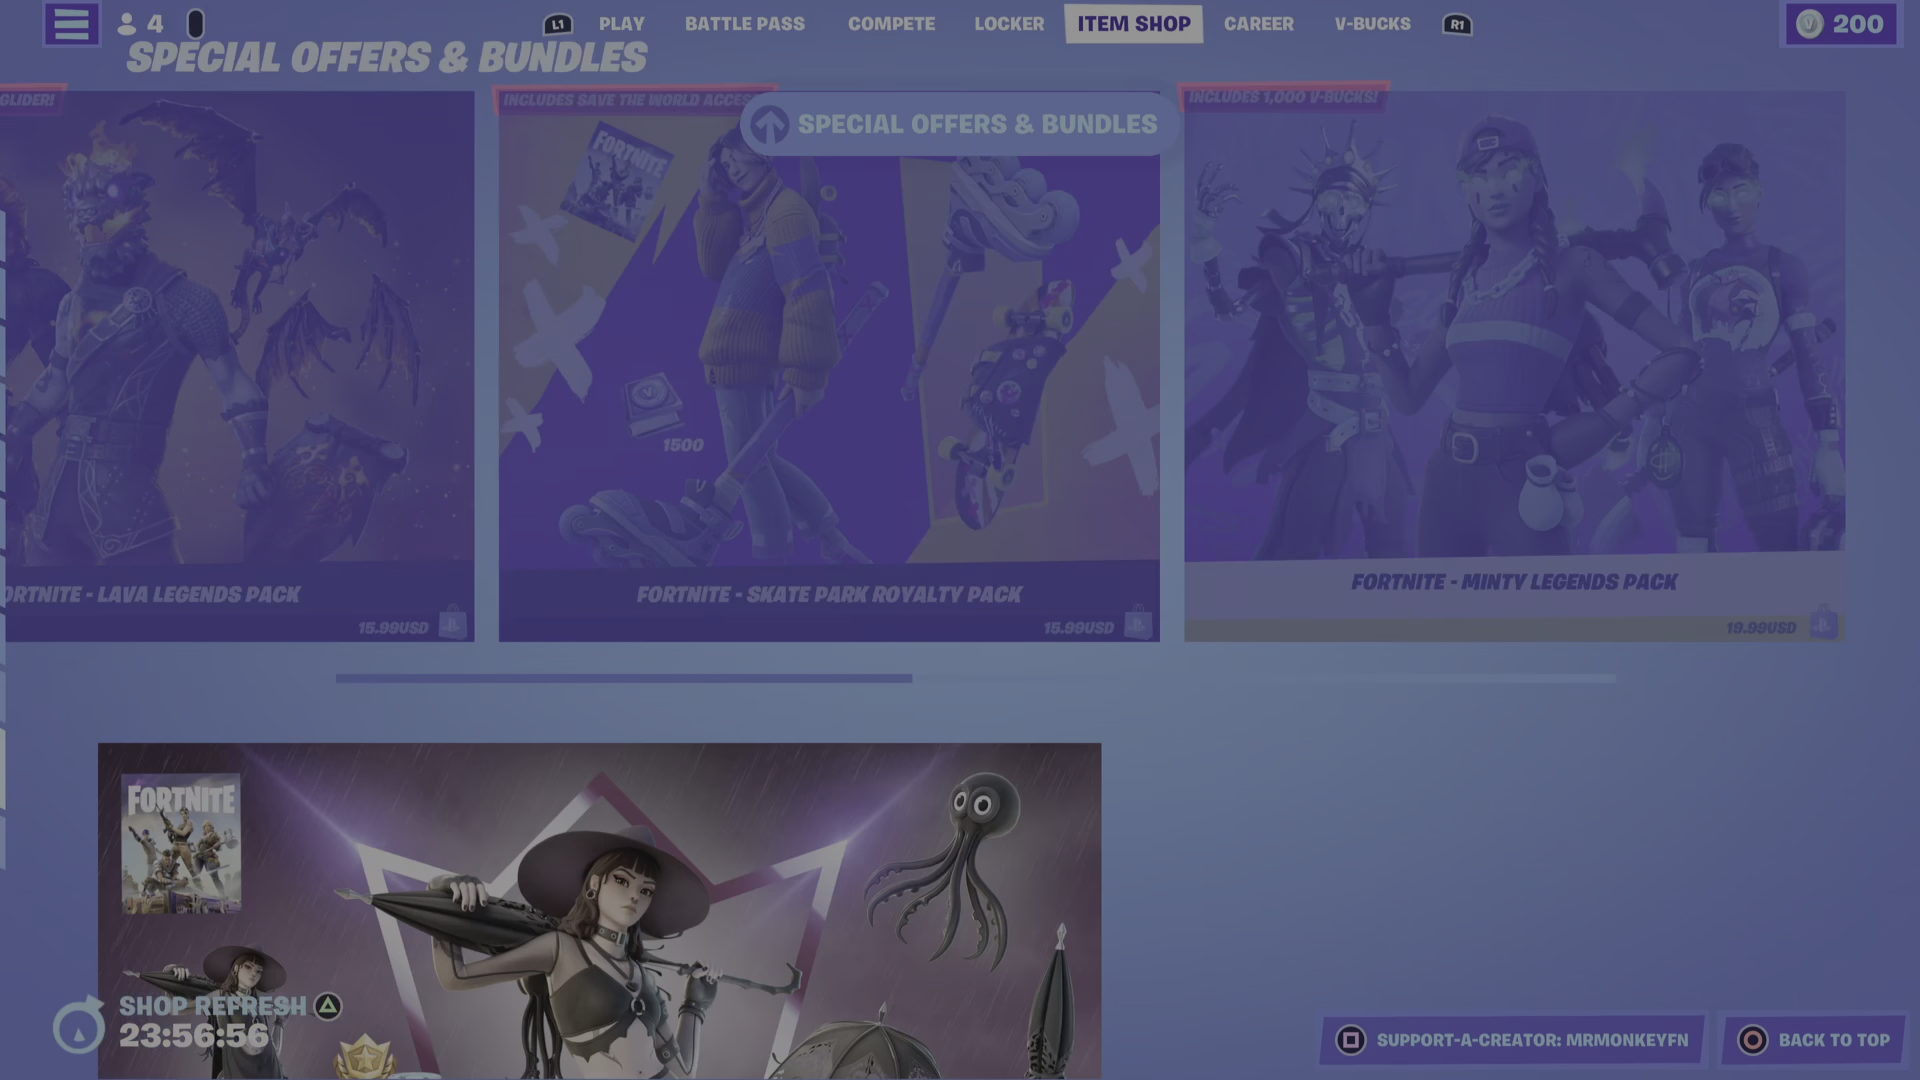 4
L1
PLAY
BATTLE PASS
COMPETE
LOCKER
ITEM SHOP
CAREER
V-BUCKS
R1
200
SPECIAL OFFERS & BUNDLES
GLIDER!
INCLUDES SAVE THE WORLD ACCES
INCLUDES 1,000 V-BUCKS!
SPECIAL OFFERS & BUNDLES
FORTNITE
1500
ORTNITE - LAVA LEGENDS PACK
15.99USD
FORTNITE - SKATE PARK ROYALTY PACK
15.99USD
FORTNITE - MINTY LEGENDS PACK
19.99USD
FORTNITE
SHOP REFRESH
23:56:56
SUPPORT-A-CREATOR: MRMONKEYFN
BACK TO TOP